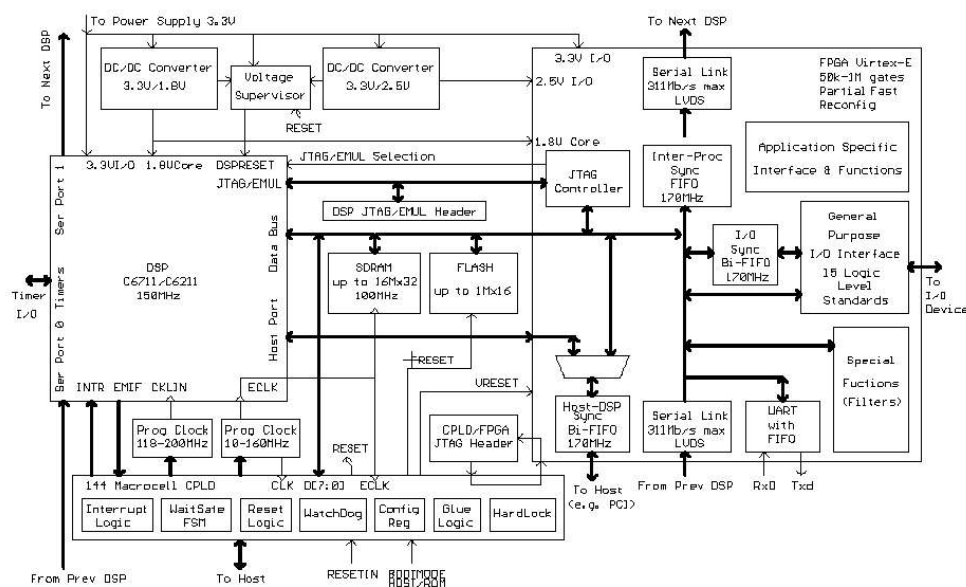 To Power Supply 3.3V
To Next DSP
To Next DSP
3.3V I/O
2.5V I/O
1.8V Core
FPGA Virtex-E
50k-1M gates
Partial Fast
Reconfig
DC/DC Converter
3.3V/1.8V
Voltage
Supervisor
RESET
DC/DC Converter
3.3V/2.5V
Serial Link
311Mb/s max
LVDS
Application Specific
Interface & Functions
Ser Port 1
3.3VI/O 1.8VCore DSPRESET
JTAG/EMUL
JTAG/EMUL Selection
JTAG
Controller
Inter-Proc
Sync
FIFO
170MHz
DSP JTAG/EMUL Header
Data Bus
DSP
C6711/C6211
150MHz
Timer
I/O
Timers
SDRAM
up to 16Mx32
100MHz
FLASH
up to 1Mx16
I/O
Sync
Bi-FIFO
170MHz
General
Purpose
I/O Interface
15 Logic
Level
Standards
To
I/O
Device
Host Port
Ser Port 0
INTR EMIF CKLIN ECLK
RESET
VRESET
Special
Fuctions
(Filters)
Prog Clock
118-200MHz
Prog Clock
10-160MHz
RESET
CPLD/FPGA
JTAG Header
Host-DSP
Sync
Bi-FIFO
170MHz
Serial Link
311Mb/s max
LVDS
UART
with
FIFO
144 Macrocell CPLD
CLK D[7:0] ECLK
To Host
(e.g. PCI)
From Prev DSP
RxD
Txd
Interrupt
Logic
WaitSate
FSM
Reset
Logic
WatchDog
Config
Reg
Glue
Logic
HardLock
From Prev DSP
To Host
RESETIN
BOOTMODE
HOST/ROM